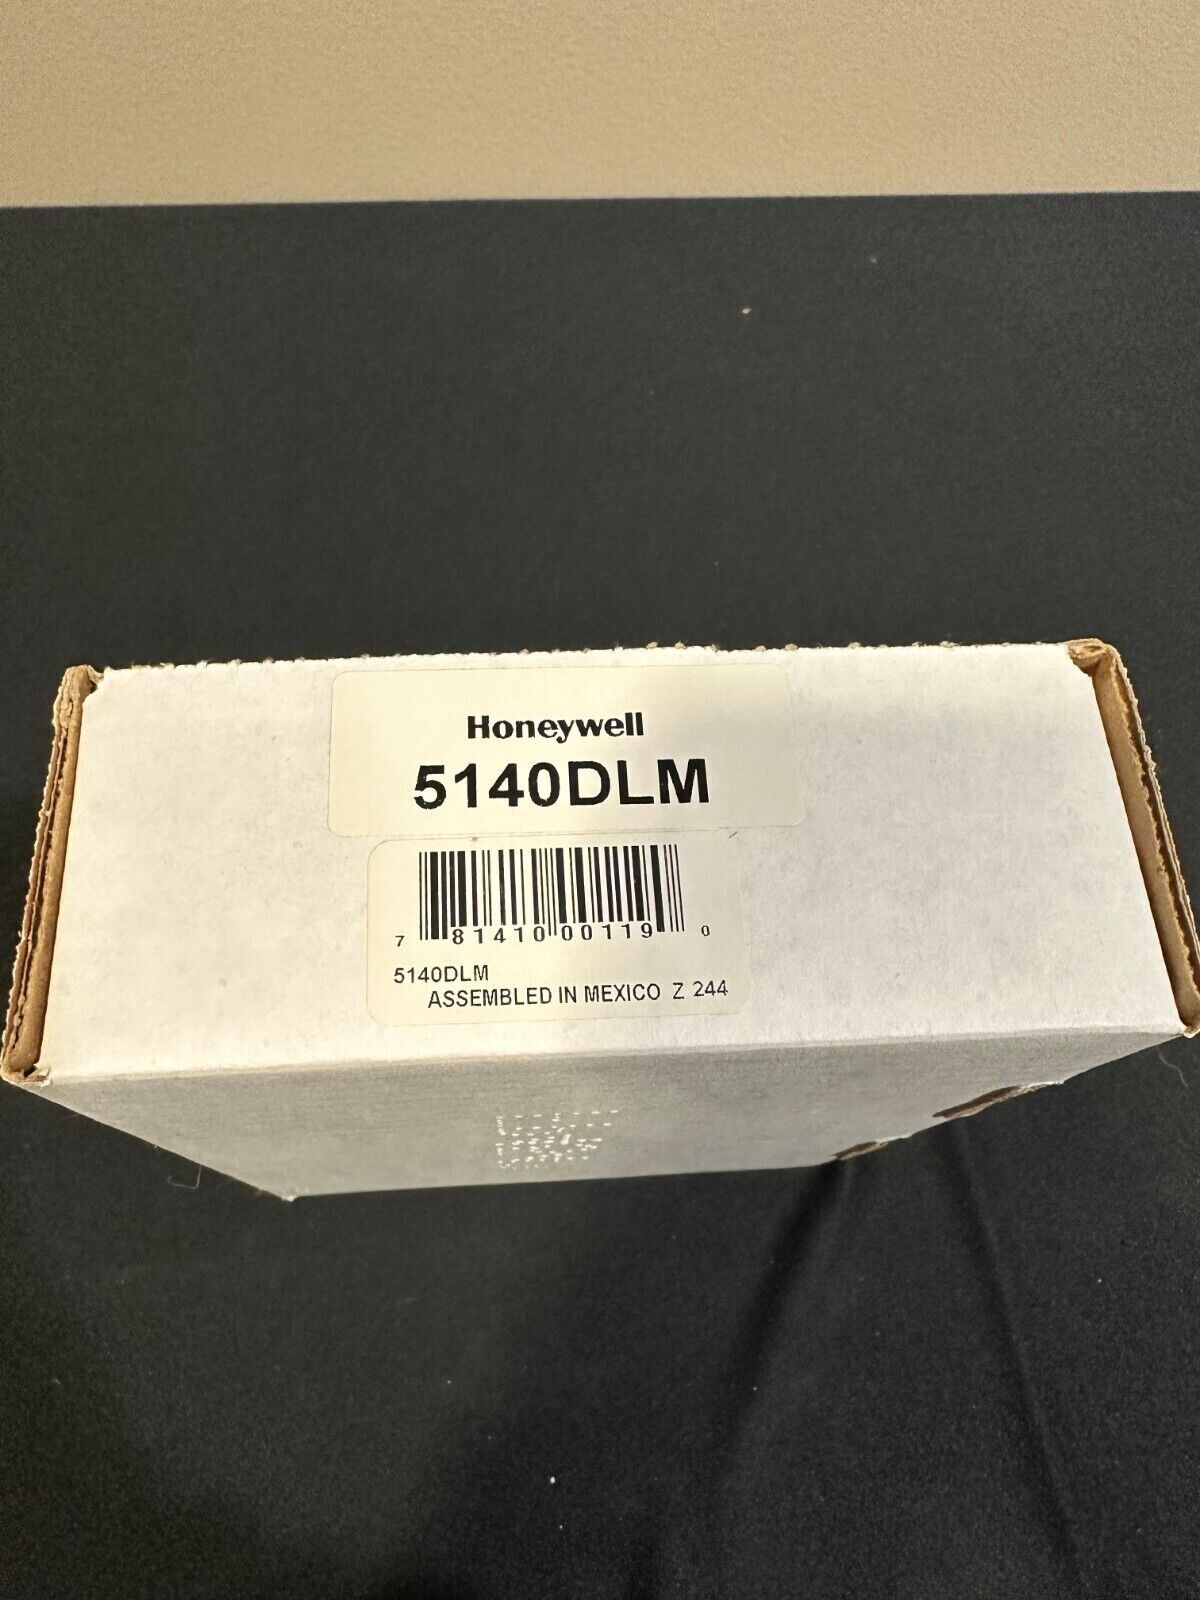 Honeywell
5140DLM
7 81410 00119 0
5140DLM
ASSEMBLED IN MEXICO Z 244